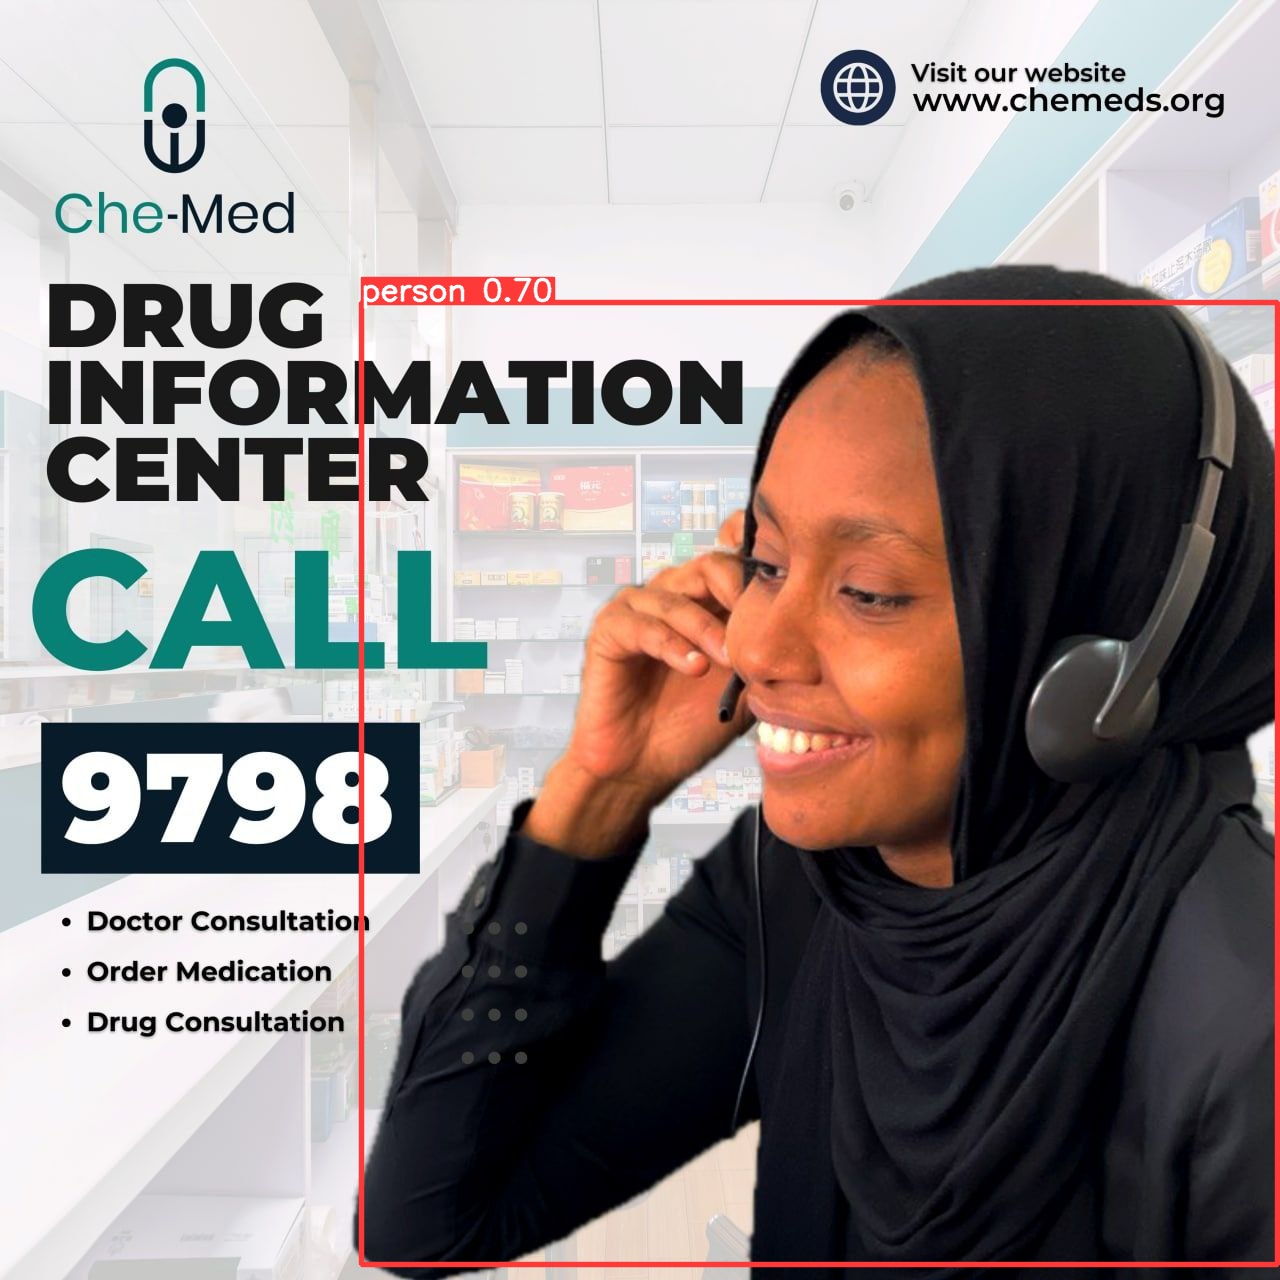 Che-Med
Visit our website
www.chemeds.org
person 0.70
DRUG
INFORMATION
CENTER
CALL
9798
• Doctor Consultation
• Order Medication
• Drug Consultation